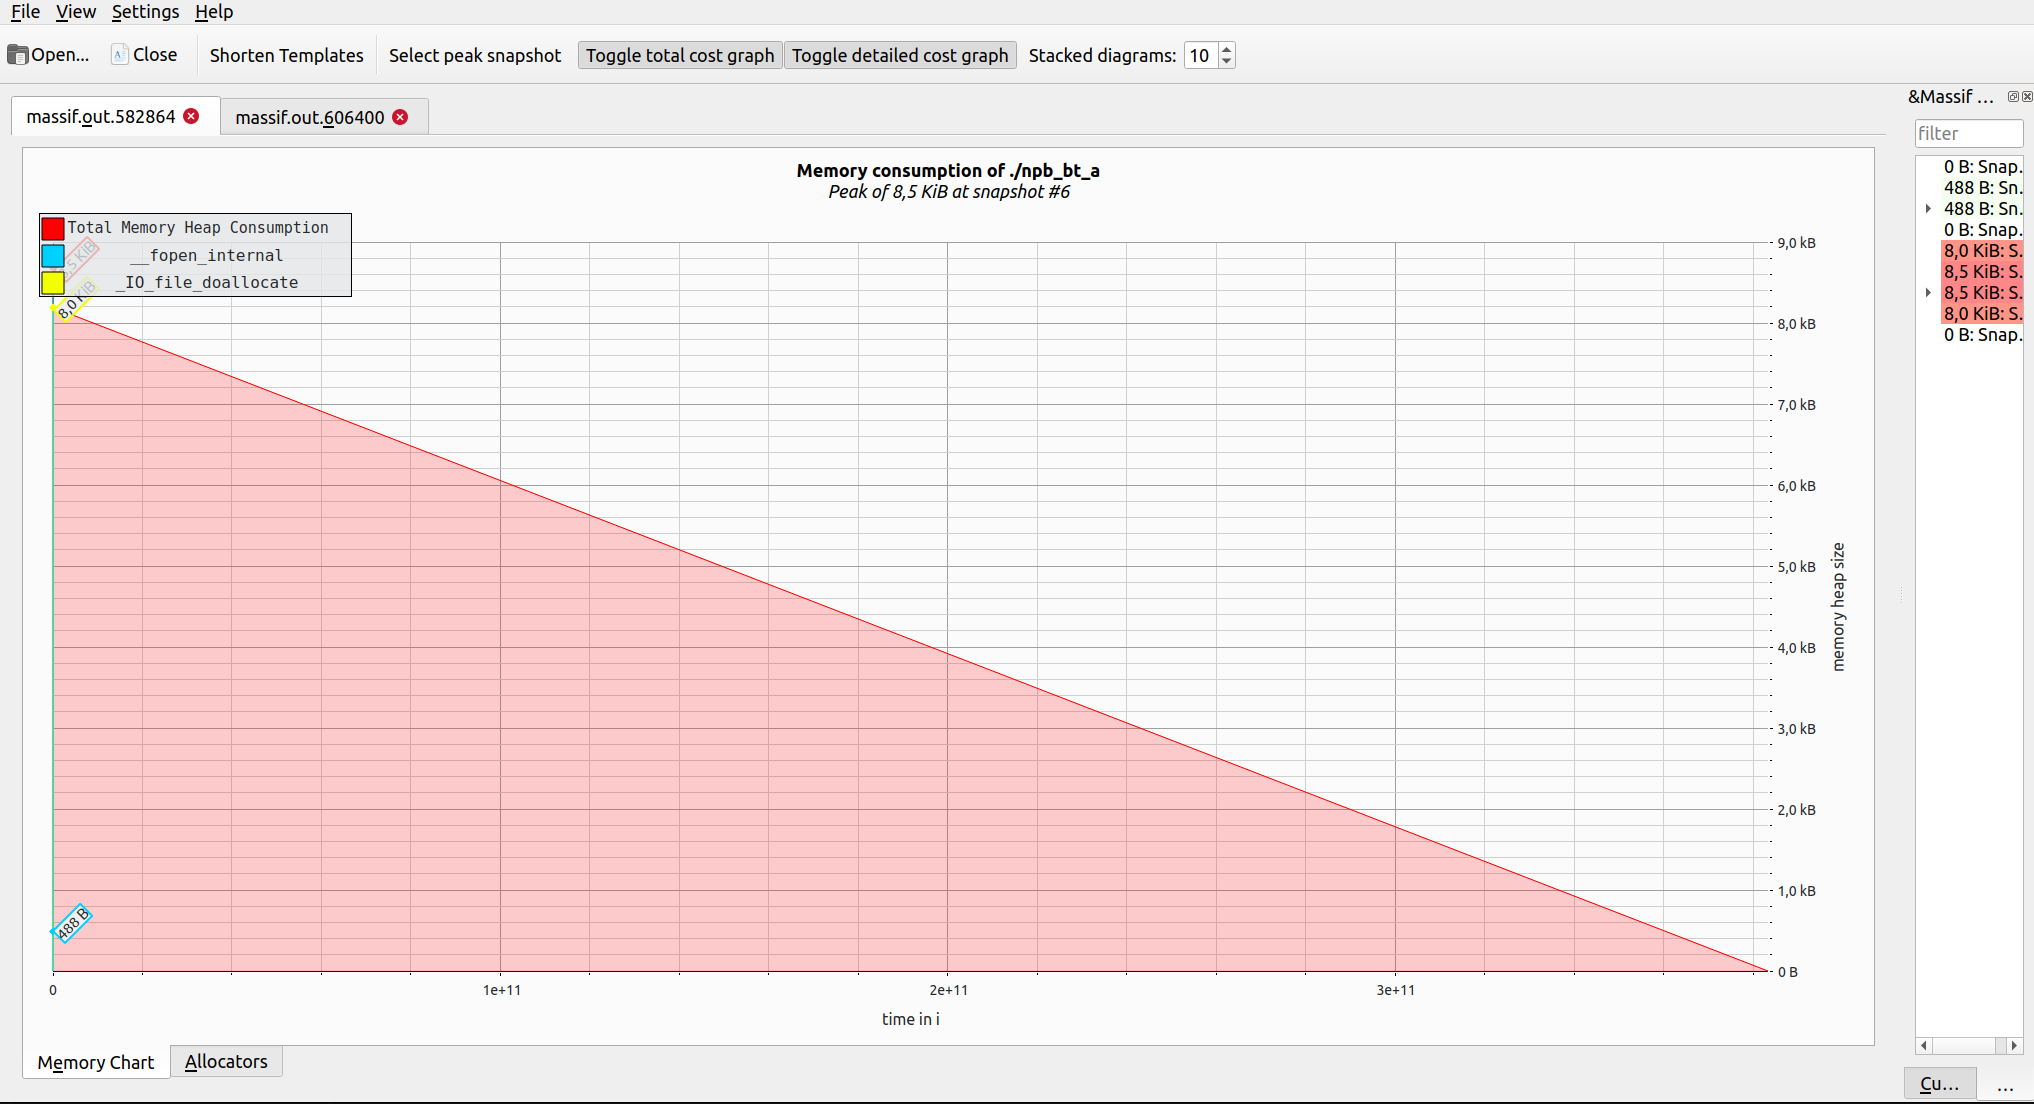 File View Settings Help
Open... Close Shorten Templates Select peak snapshot Toggle total cost graph Toggle detailed cost graph Stacked diagrams: 10
massif.out.582864 massif.out.606400
&Massif ...
filter
0 B: Snap.
488 B: Sn.
488 B: Sn.
0 B: Snap.
8,0 KiB: S.
8,5 KiB: S.
8,5 KiB: S.
8,0 KiB: S.
0 B: Snap.
Memory consumption of ./npb_bt_a
Peak of 8,5 KiB at snapshot #6
Total Memory Heap Consumption
__fopen_internal
_IO_file_doallocate
8,5 KiB
8,0 KiB
488 B
9,0 kB
8,0 kB
7,0 kB
6,0 kB
5,0 kB
4,0 kB
3,0 kB
2,0 kB
1,0 kB
0 B
memory heap size
0 1e+11 2e+11 3e+11
time in i
Memory Chart Allocators
Cu... ...